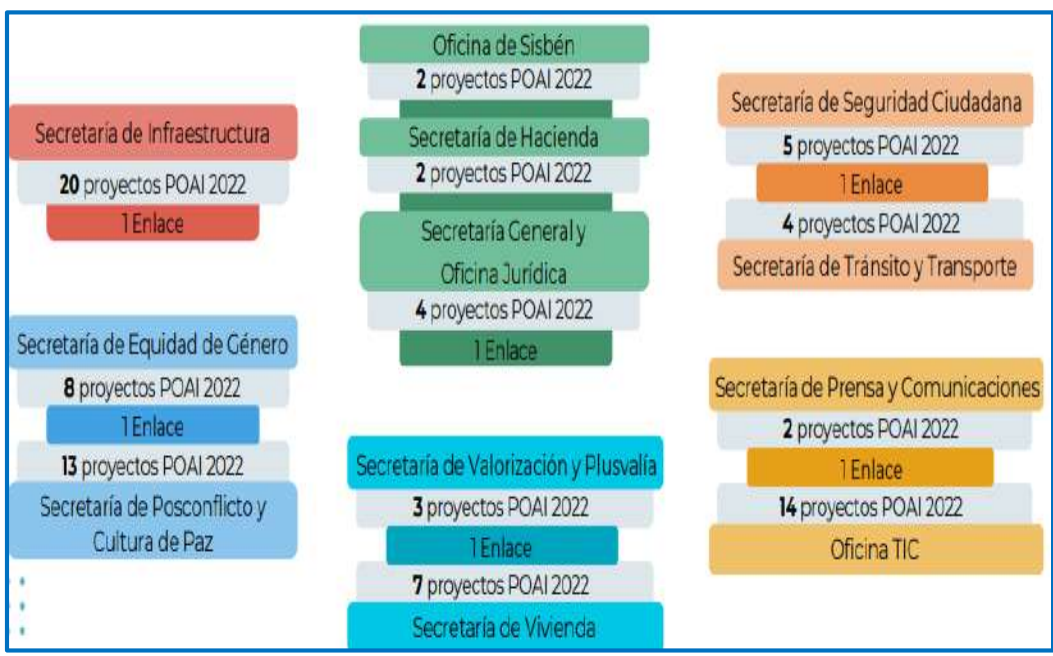 Secretaría de Infraestructura
20 proyectos POAI 2022
1 Enlace
Secretaría de Equidad de Género
8 proyectos POAI 2022
1 Enlace
13 proyectos POAI 2022
Secretaría de Posconflicto y
Cultura de Paz
Oficina de Sisbén
2 proyectos POAI 2022
Secretaría de Hacienda
2 proyectos POAI 2022
Secretaría General y
Oficina Jurídica
4 proyectos POAI 2022
1 Enlace
Secretaría de Valorización y Plusvalía
3 proyectos POAI 2022
1 Enlace
7 proyectos POAI 2022
Secretaría de Vivienda
Secretaría de Seguridad Ciudadana
5 proyectos POAI 2022
1 Enlace
4 proyectos POAI 2022
Secretaría de Tránsito y Transporte
Secretaría de Prensa y Comunicaciones
2 proyectos POAI 2022
1 Enlace
14 proyectos POAI 2022
Oficina TIC